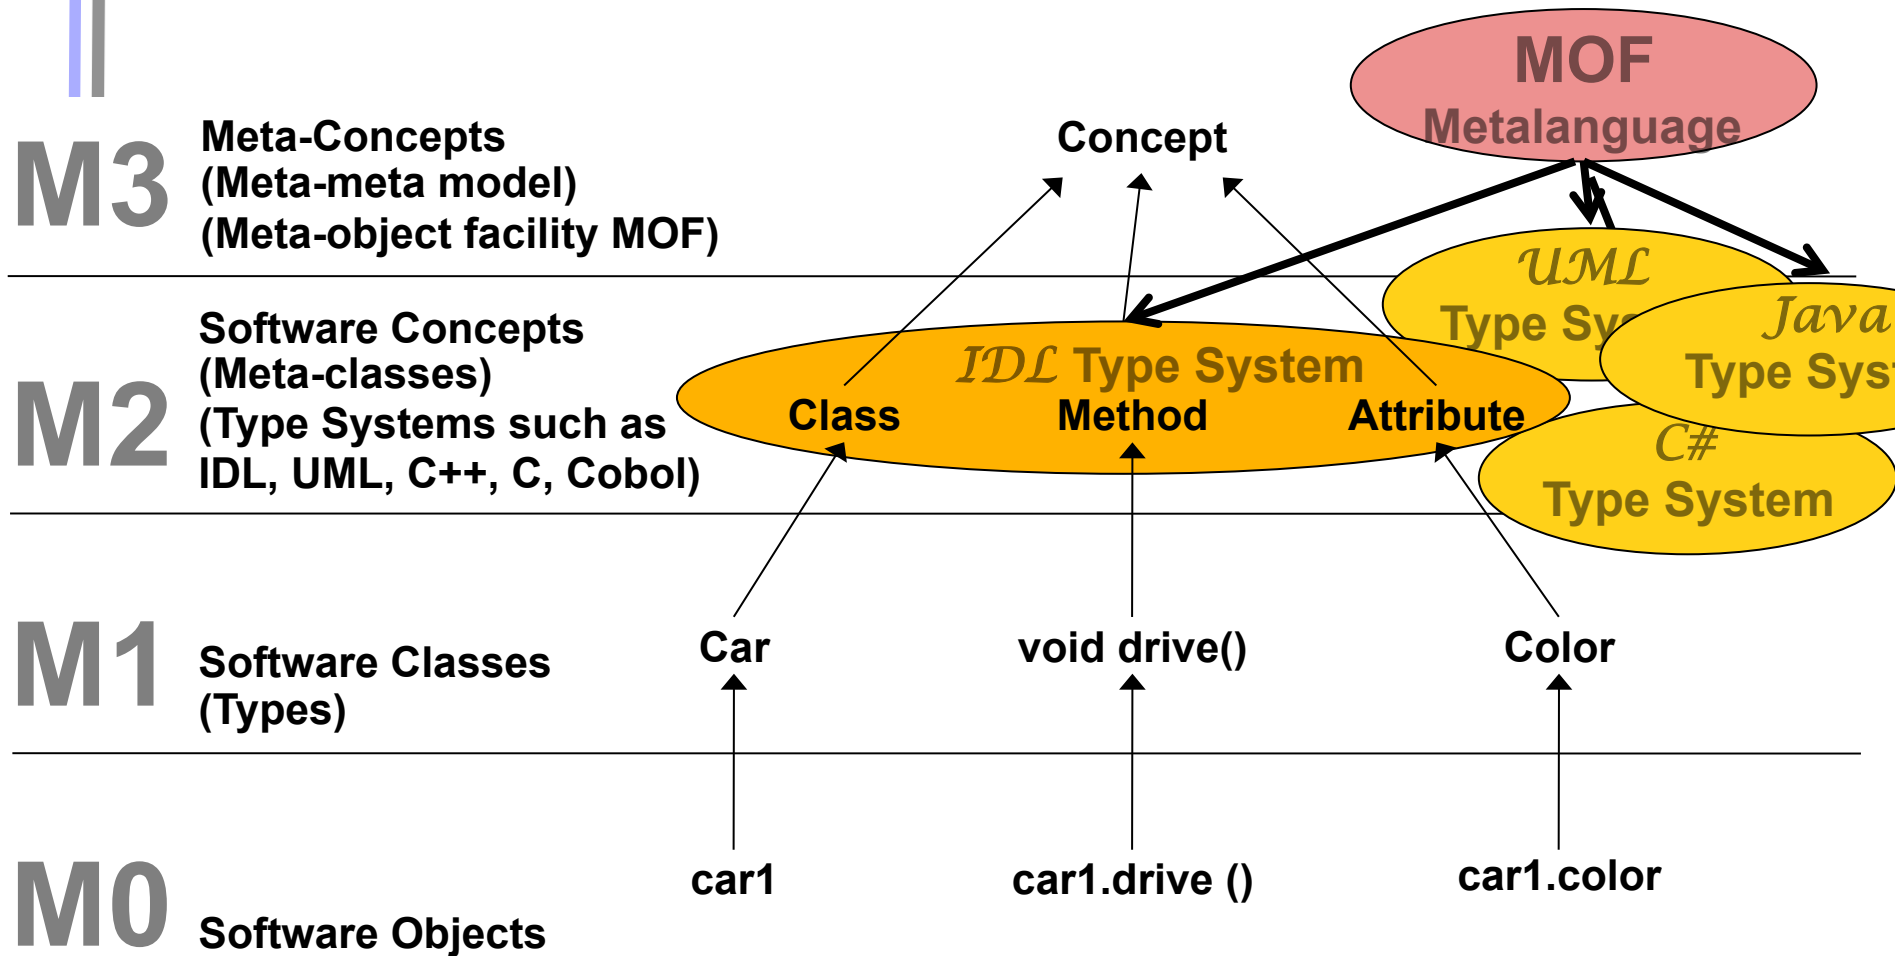 MOF
Metalanguage
M3
Meta-Concepts
(Meta-meta model)
(Meta-object facility MOF)
Concept
M2
Software Concepts
(Meta-classes)
(Type Systems such as
IDL, UML, C++, C, Cobol)
IDL Type System
Class Method Attribute
UML
Type Sys
Java
Type Syst
C#
Type System
M1
Software Classes
(Types)
Car
void drive()
Color
M0
Software Objects
car1
car1.drive ()
car1.color